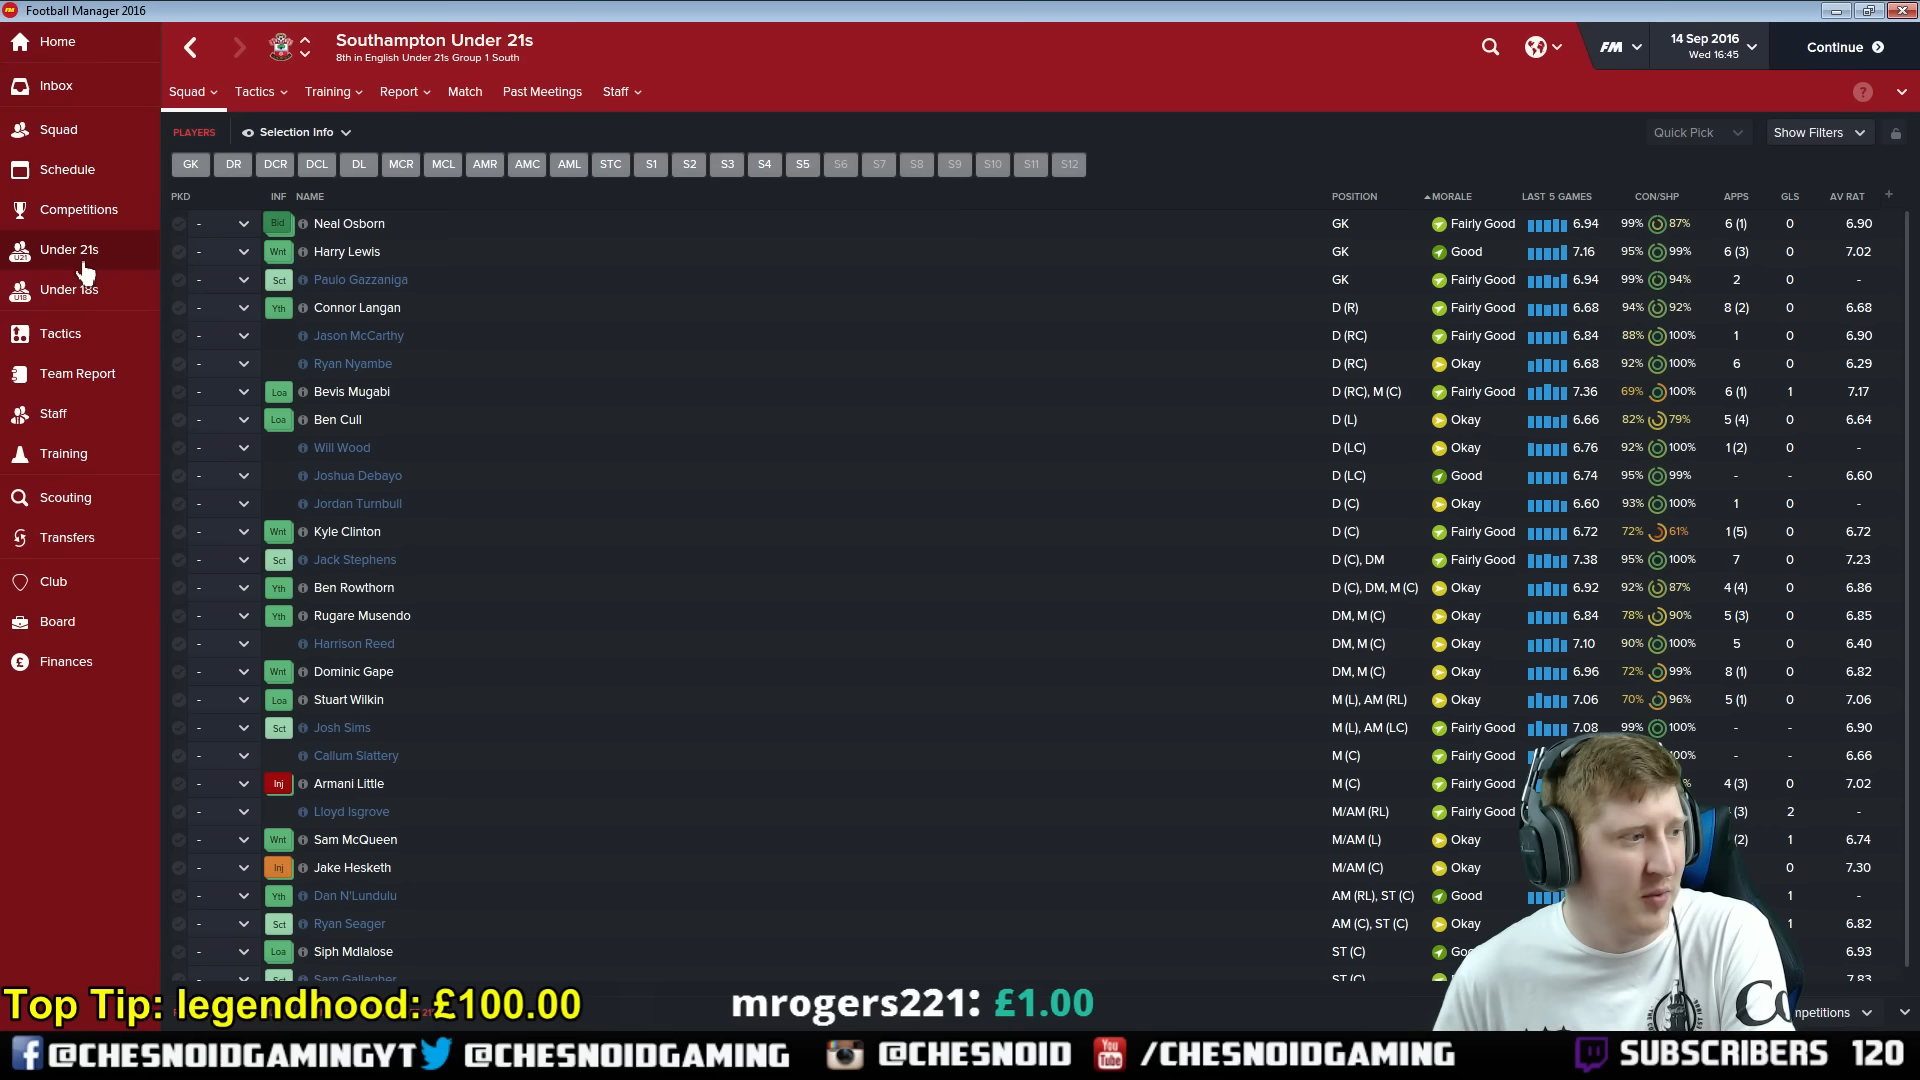 Football Manager 2016
Home
Inbox
Squad
Schedule
Competitions
Under 21s
Under 18s
Tactics
Team Report
Staff
Training
Scouting
Transfers
Club
Board
Finances
Southampton Under 21s
8th in English Under 21s Group 1 South
FM
14 Sep 2016
Wed 16:45
Continue
Squad Tactics Training Report Match Past Meetings Staff
PLAYERS Selection Info Quick Pick Show Filters
GK DR DCR DCL DL MCR MCL AMR AMC AML STC S1 S2 S3 S4 S5 S6 S7 S8 S9 S10 S11 S12
PKD INF NAME POSITION MORALE LAST 5 GAMES CON/SHP APPS GLS AV RAT
- Bid Neal Osborn GK Fairly Good 6.94 99% 87% 6 (1) 0 6.90
- Wnt Harry Lewis GK Good 7.16 95% 99% 6 (3) 0 7.02
- Sct Paulo Gazzaniga GK Fairly Good 6.94 99% 94% 2 0 -
- Yth Connor Langan D (R) Fairly Good 6.68 94% 92% 8 (2) 0 6.68
- Jason McCarthy D (RC) Fairly Good 6.84 88% 100% 1 0 6.90
- Ryan Nyambe D (RC) Okay 6.68 92% 100% 6 0 6.29
- Loa Bevis Mugabi D (RC), M (C) Fairly Good 7.36 69% 100% 6 (1) 1 7.17
- Loa Ben Cull D (L) Okay 6.66 82% 79% 5 (4) 0 6.64
- Will Wood D (LC) Okay 6.76 92% 100% 1 (2) 0 -
- Joshua Debayo D (LC) Good 6.74 95% 99% - - 6.60
- Jordan Turnbull D (C) Okay 6.60 93% 100% 1 0 -
- Wnt Kyle Clinton D (C) Fairly Good 6.72 72% 61% 1 (5) 0 6.72
- Sct Jack Stephens D (C), DM Fairly Good 7.38 95% 100% 7 0 7.23
- Yth Ben Rowthorn D (C), DM, M (C) Okay 6.92 92% 87% 4 (4) 0 6.86
- Yth Rugare Musendo DM, M (C) Okay 6.84 78% 90% 5 (3) 0 6.85
- Harrison Reed DM, M (C) Okay 7.10 90% 100% 5 0 6.40
- Wnt Dominic Gape DM, M (C) Okay 6.96 72% 99% 8 (1) 0 6.82
- Loa Stuart Wilkin M (L), AM (RL) Okay 7.06 70% 96% 5 (1) 0 7.06
- Sct Josh Sims M (L), AM (LC) Fairly Good 7.08 99% 100% - - 6.90
- Callum Slattery M (C) Fairly Good 100% - - 6.66
- Inj Armani Little M (C) Fairly Good 4 (3) 0 7.02
- Lloyd Isgrove M/AM (RL) Fairly Good (3) 2 -
- Wnt Sam McQueen M/AM (L) Okay (2) 1 6.74
- Inj Jake Hesketh M/AM (C) Okay 0 7.30
- Yth Dan N'Lundulu AM (RL), ST (C) Good 1 -
- Sct Ryan Seager AM (C), ST (C) Okay 1 6.82
- Loa Siph Mdlalose ST (C) 6.93
Sct Sam Gallagher ST (C) 7.83
Top Tip: legendhood: £100.00
mrogers221: £1.00
@CHESNOIDGAMINGYT @CHESNOIDGAMING @CHESNOID You Tube /CHESNOIDGAMING SUBSCRIBERS 120